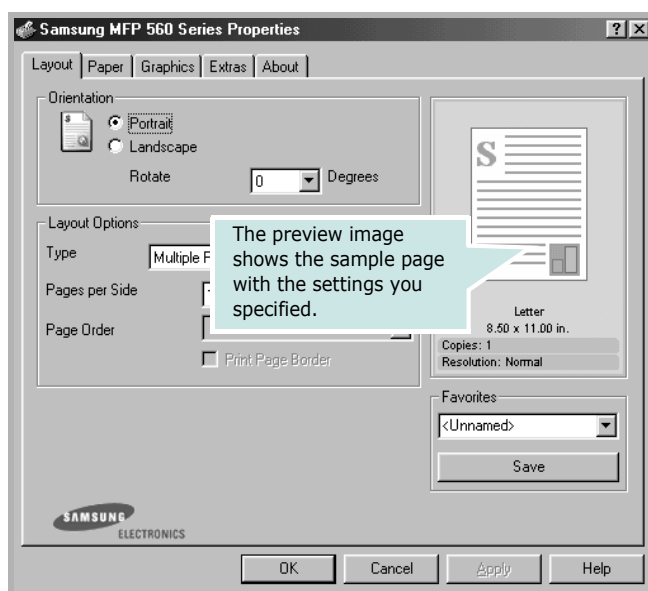 Samsung MFP 560 Series Properties
Layout
Paper
Graphics
Extras
About
Orientation
Portrait
Landscape
Rotate
0
Degrees
S
Letter
8.50 x 11.00 in.
Copies: 1
Resolution: Normal
Layout Options
Type
Multiple
Pages per Side
Page Order
Print Page Border
The preview image
shows the sample page
with the settings you
specified.
Favorites
<Unnamed>
Save
SAMSUNG
ELECTRONICS
OK
Cancel
Apply
Help